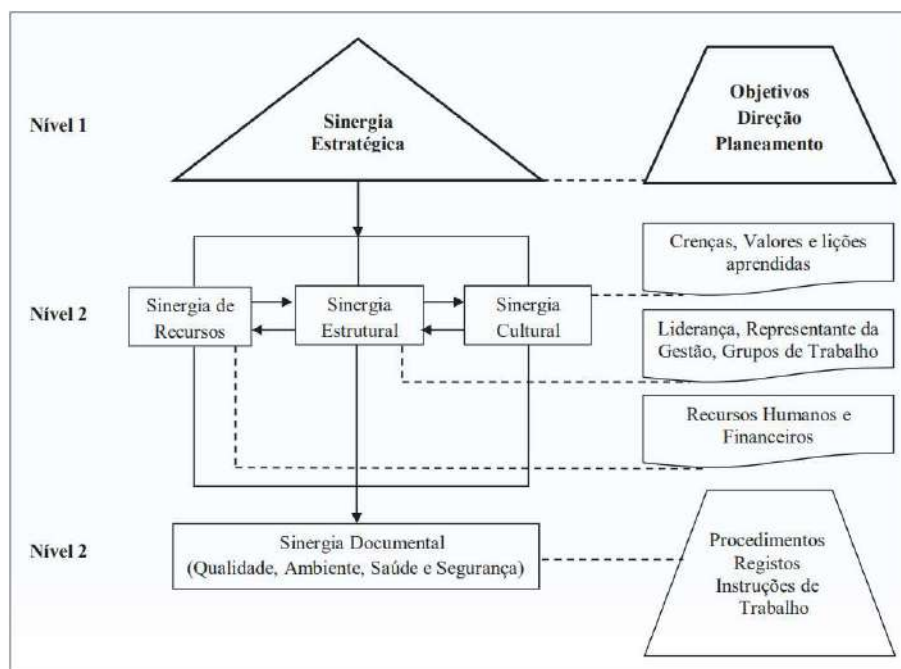 Nível 1
Sinergia
Estratégica
Objetivos
Direção
Planeamento
Nível 2
Sinergia de
Recursos
Sinergia
Estrutural
Sinergia
Cultural
Crenças, Valores e lições
aprendidas
Liderança, Representante da
Gestão, Grupos de Trabalho
Recursos Humanos e
Financeiros
Nível 2
Sinergia Documental
(Qualidade, Ambiente, Saúde e Segurança)
Procedimentos
Registos
Instruções de
Trabalho